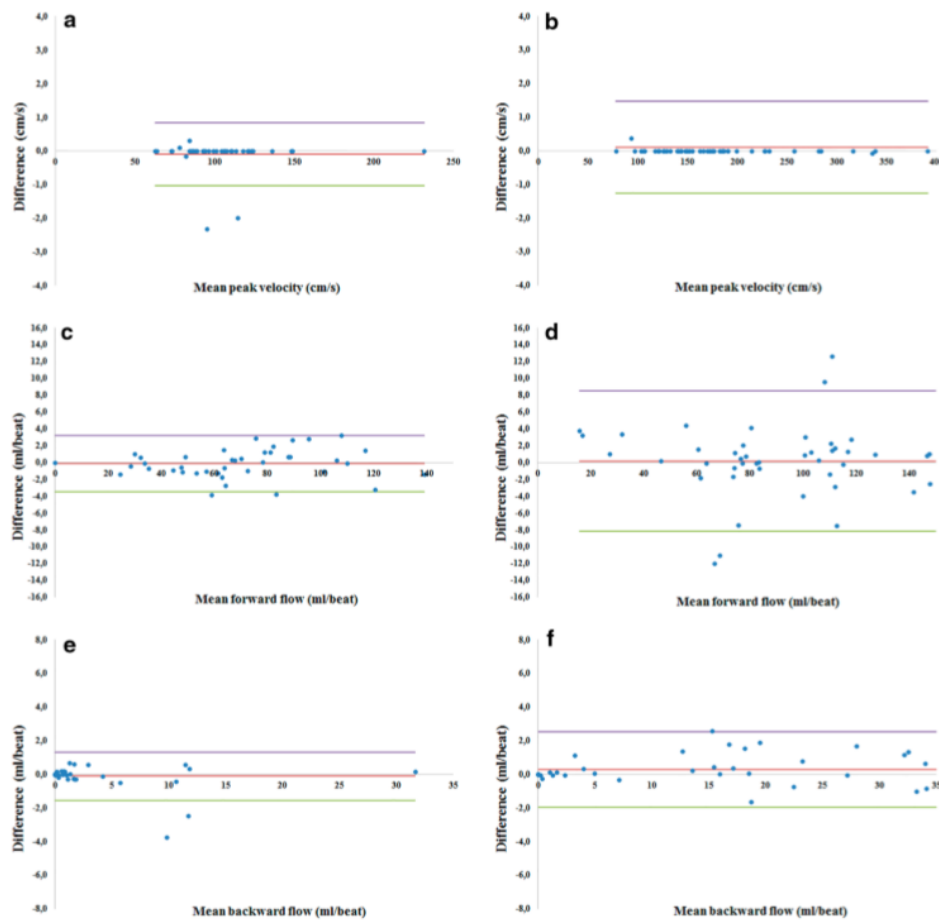 a
4,0
3,0
2,0
1,0
0,0
-1,0
-2,0
-3,0
-4,0
0 50 100 150 200 250
Difference (cm/s)
Mean peak velocity (cm/s)
b
4,0
3,0
2,0
1,0
0,0
-1,0
-2,0
-3,0
-4,0
0 50 100 150 200 250 300 350 40
Difference (cm/s)
Mean peak velocity (cm/s)
c
16,0
14,0
12,0
10,0
8,0
6,0
4,0
2,0
0,0
-2,0
-4,0
-6,0
-8,0
-10,0
-12,0
-14,0
-16,0
0 20 40 60 80 100 120 140
Difference (ml/beat)
Mean forward flow (ml/beat)
d
16,0
14,0
12,0
10,0
8,0
6,0
4,0
2,0
0,0
-2,0
-4,0
-6,0
-8,0
-10,0
-12,0
-14,0
-16,0
0 20 40 60 80 100 120 140
Difference (ml/beat)
Mean forward flow (ml/beat)
e
8,0
6,0
4,0
2,0
0,0
-2,0
-4,0
-6,0
-8,0
0 5 10 15 20 25 30 35
Difference (ml/beat)
Mean backward flow (ml/beat)
f
8,0
6,0
4,0
2,0
0,0
-2,0
-4,0
-6,0
-8,0
0 5 10 15 20 25 30 35
Difference (ml/beat)
Mean backward flow (ml/beat)